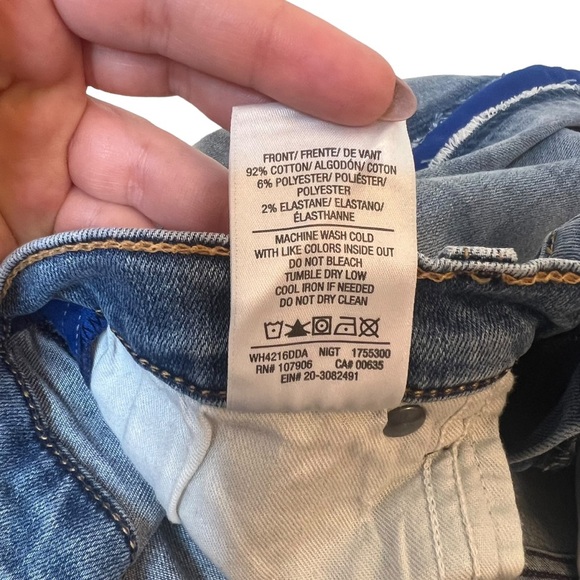 FRONT/ FRENTE/ DE VANT
92% COTTON/ ALGODÓN/ COTON
6% POLYESTER/ POLIÉSTER/
POLYESTER
2% ELASTANE/ ELASTANO/
ÉLASTHANNE
MACHINE WASH COLD
WITH LIKE COLORS INSIDE OUT
DO NOT BLEACH
TUMBLE DRY LOW
COOL IRON IF NEEDED
DO NOT DRY CLEAN
WH4216DDA NIGT 1755300
RN# 107906 CA# 00635
EIN# 20-3082491